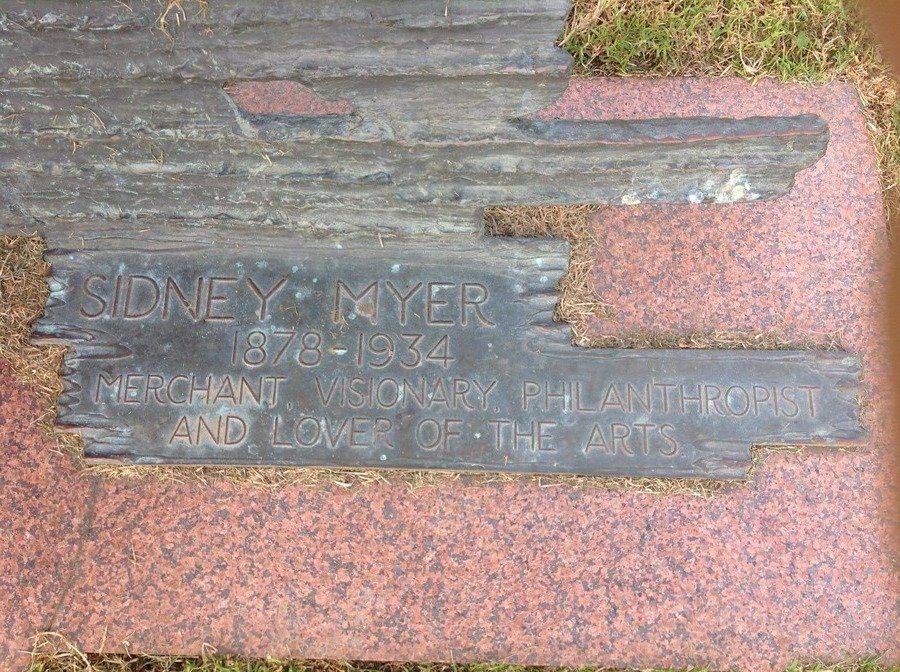 SIDNEY MYER
1878-1934
MERCHANT, VISIONARY, PHILANTHROPIST
AND LOVER OF THE ARTS